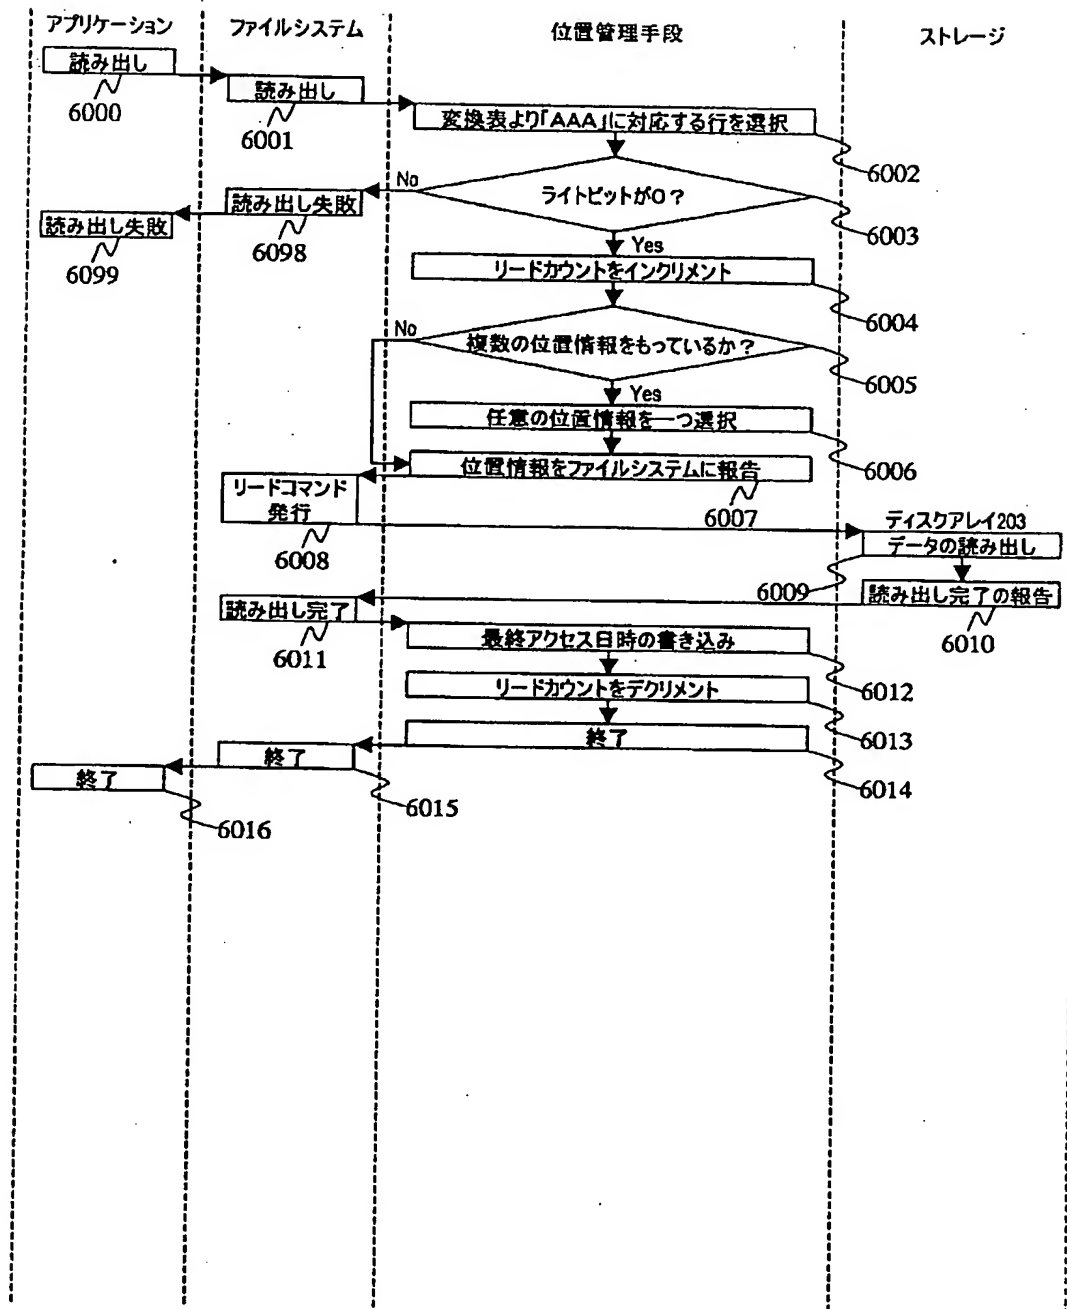 アプリケーション
ファイルシステム
位置管理手段
ストレージ
読み出し
6000
読み出し
6001
変換表より「AAA」に対応する行を選択
6002
ライトビットが0？
No
Yes
6003
読み出し失敗
6098
読み出し失敗
6099
リードカウントをインクリメント
6004
複数の位置情報をもっているか？
No
Yes
6005
任意の位置情報を一つ選択
6006
位置情報をファイルシステムに報告
6007
リードコマンド
発行
6008
ディスクアレイ203
データの読み出し
6009
読み出し完了の報告
6010
読み出し完了
6011
最終アクセス日時の書き込み
6012
リードカウントをデクリメント
6013
終了
6014
終了
6015
終了
6016